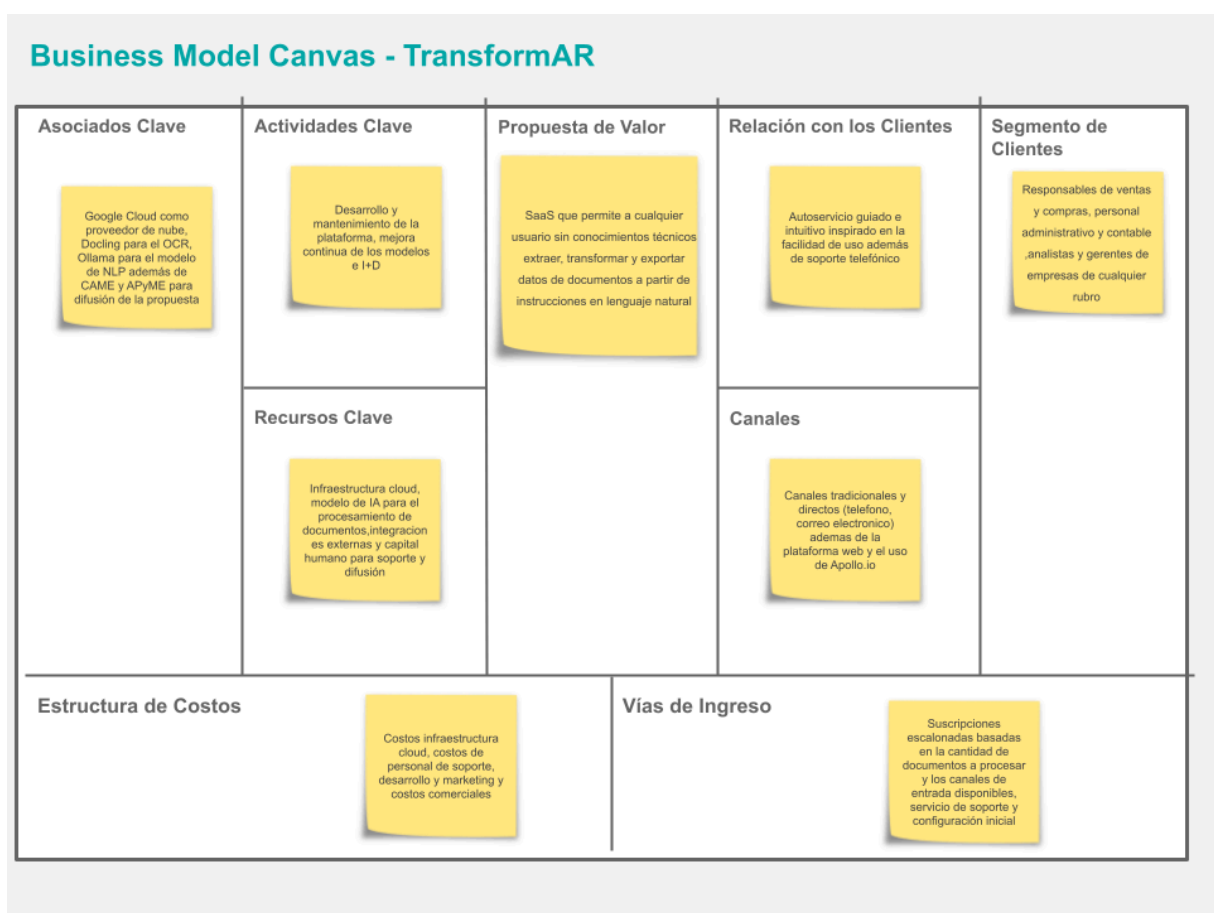 Business Model Canvas - TransformAR
Asociados Clave
Google Cloud como
proveedor de nube,
Docling para el OCR,
Ollama para el modelo
de NLP además de
CAME y APyME para
difusión de la propuesta
Actividades Clave
Desarrollo y
mantenimiento de la
plataforma, mejora
continua de los modelos
e I+D
Recursos Clave
Infraestructura cloud,
modelo de IA para el
procesamiento de
documentos,integracion
es externas y capital
humano para soporte y
difusión
Propuesta de Valor
SaaS que permite a cualquier
usuario sin conocimientos técnicos
extraer, transformar y exportar
datos de documentos a partir de
instrucciones en lenguaje natural
Relación con los Clientes
Autoservicio guiado e
intuitivo inspirado en la
facilidad de uso además
de soporte telefónico
Canales
Canales tradicionales y
directos (telefono,
correo electronico)
ademas de la
plataforma web y el uso
de Apollo.io
Segmento de
Clientes
Responsables de ventas
y compras, personal
administrativo y contable
,analistas y gerentes de
empresas de cualquier
rubro
Estructura de Costos
Costos infraestructura
cloud, costos de
personal de soporte,
desarrollo y marketing y
costos comerciales
Vías de Ingreso
Suscripciones
escalonadas basadas
en la cantidad de
documentos a procesar
y los canales de
entrada disponibles,
servicio de soporte y
configuración inicial